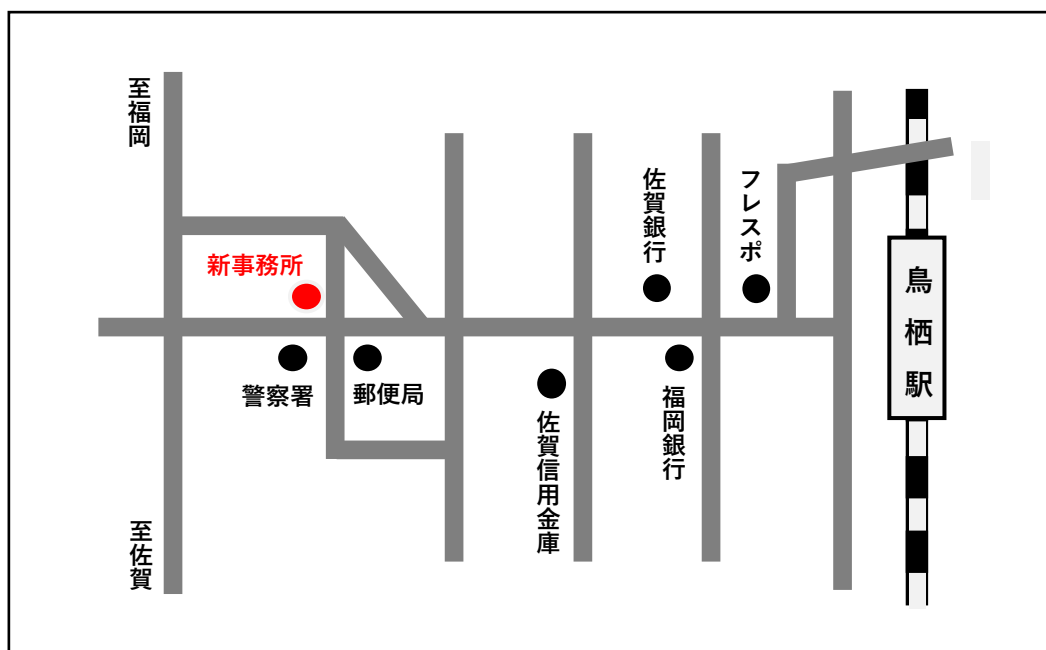 至福岡
佐賀銀行
フレスポ
新事務所
鳥栖駅
警察署
郵便局
福岡銀行
佐賀信用金庫
至佐賀